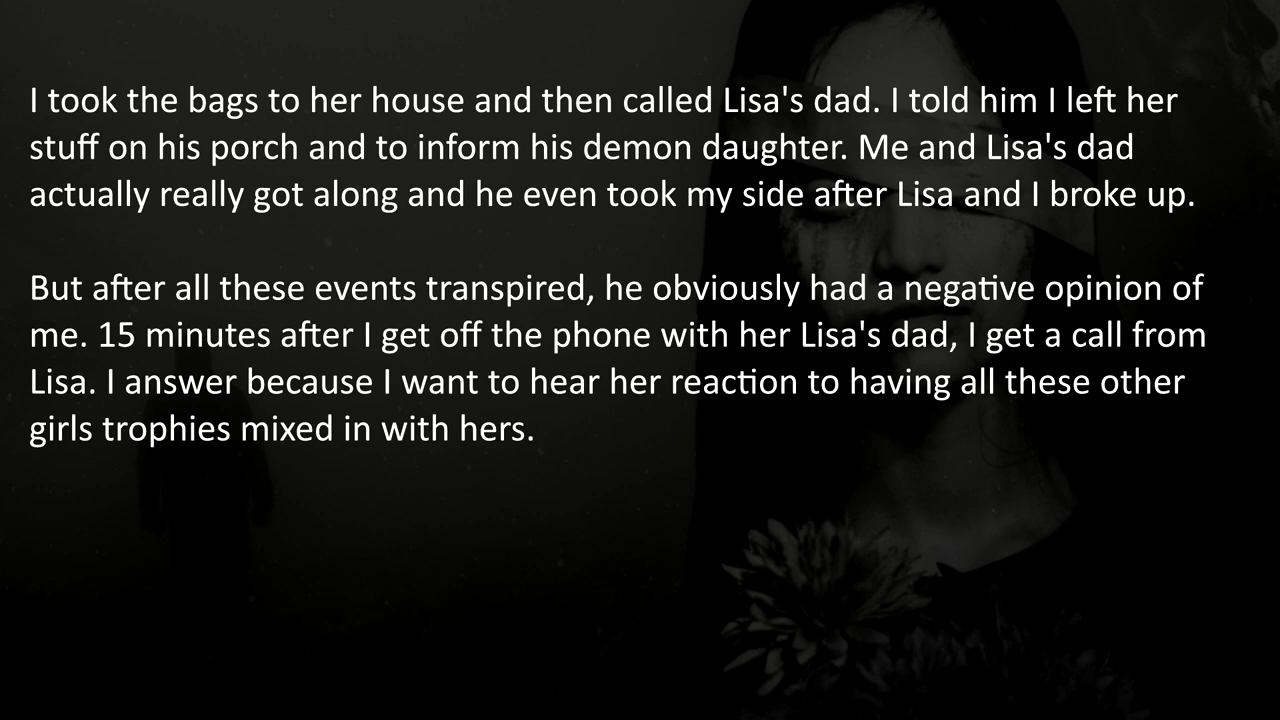 I took the bags to her house and then called Lisa's dad. I told him I left her
stuff on his porch and to inform his demon daughter. Me and Lisa's dad
actually really got along and he even took my side after Lisa and I broke up.
But after all these events transpired, he obviously had a negative opinion of
me. 15 minutes after I get off the phone with her Lisa's dad, I get a call from
Lisa. I answer because I want to hear her reaction to having all these other
girls trophies mixed in with hers.